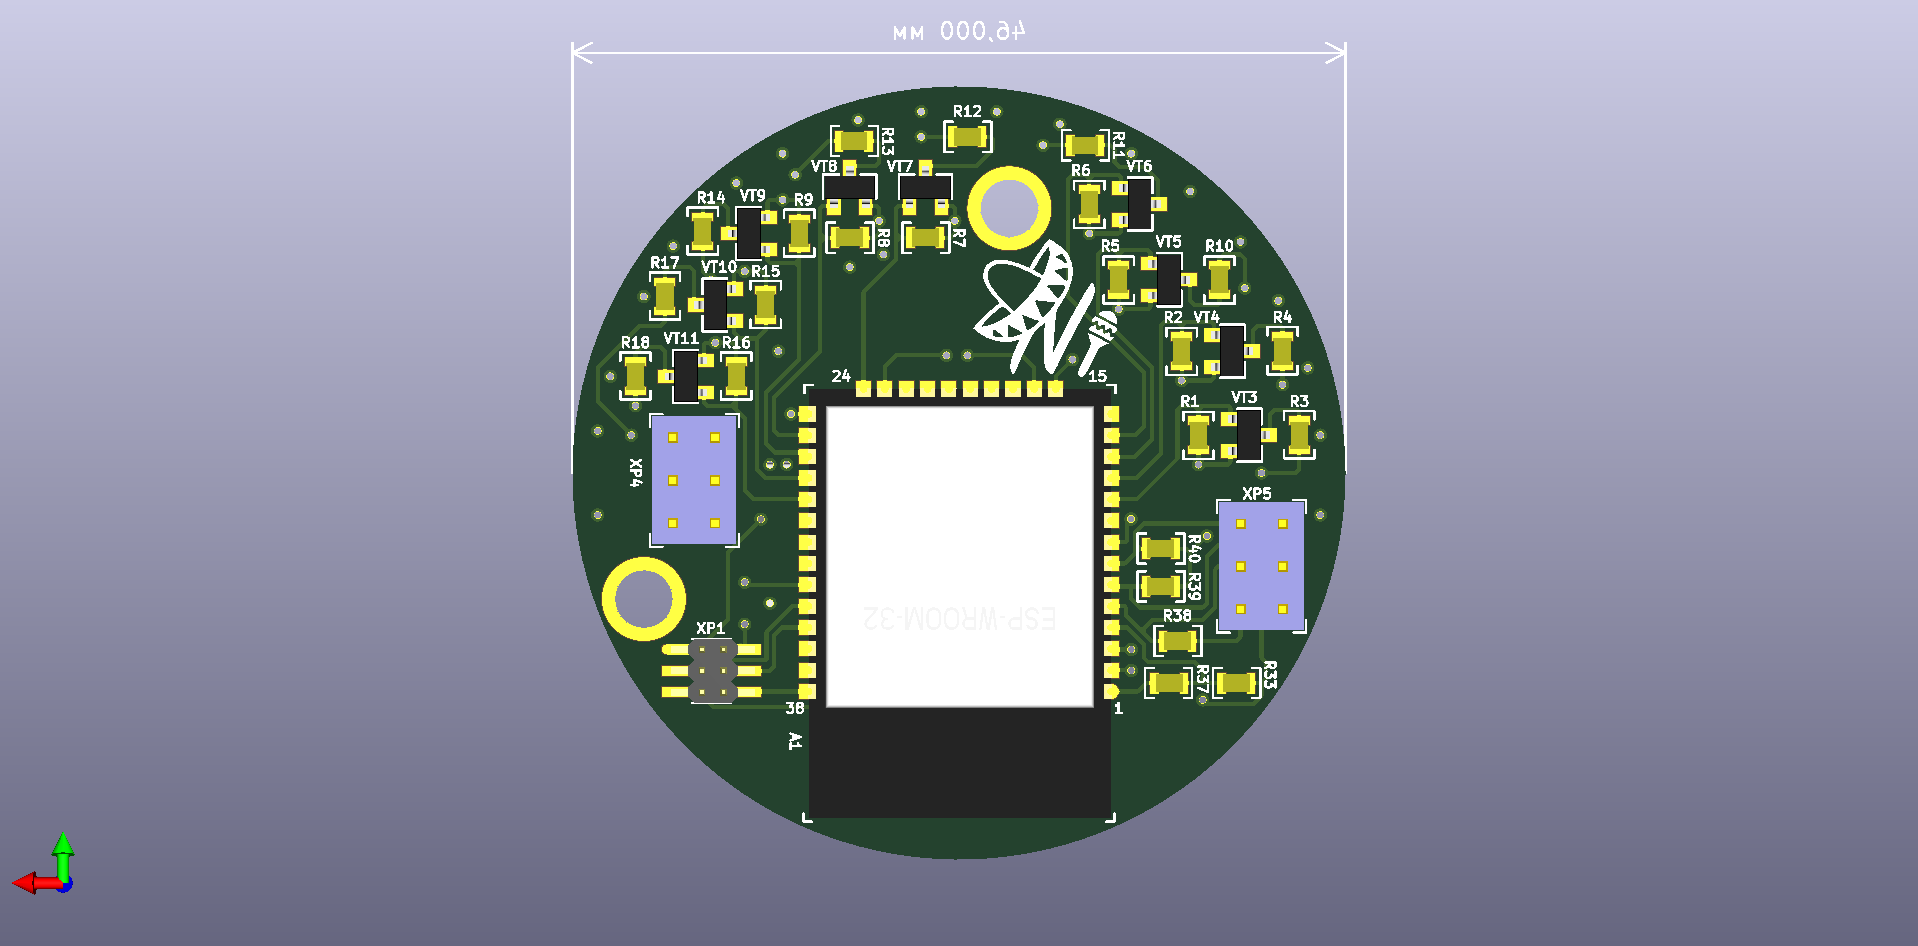 46,000 мм
R12
R13
R11
VT8
VT7
VT6
R6
R14
VT9
R9
R8
R7
R5
VT5
R10
R17
VT10
R15
R2
VT4
R4
R18
VT11
R16
24
15
R1
VT3
R3
XP4
XP5
R40
R39
ESP-WROOM-32
R38
XP1
R37
R33
38
1
A1